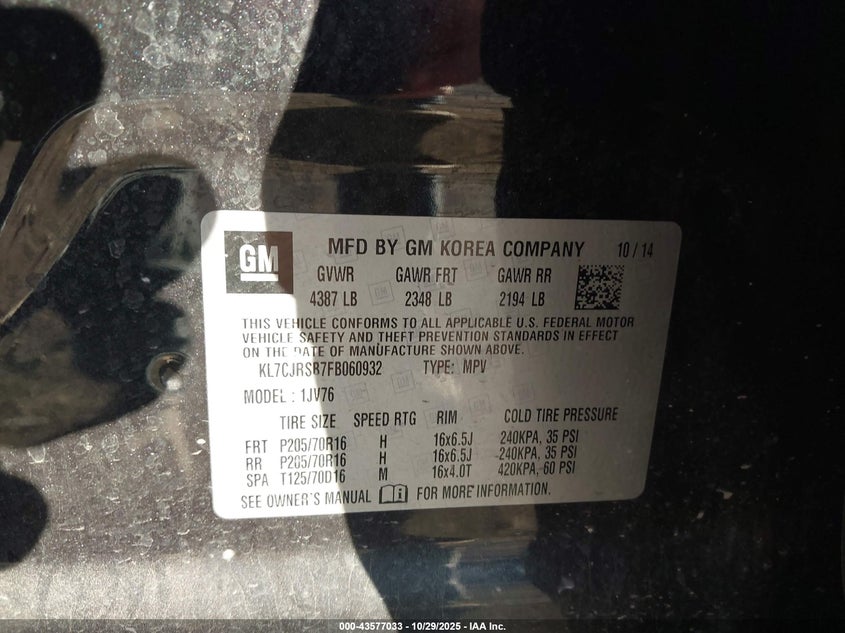 GM
MFD BY GM KOREA COMPANY 10 / 14
GVWR GAWR FRT GAWR RR
4387 LB 2348 LB 2194 LB
THIS VEHICLE CONFORMS TO ALL APPLICABLE U.S. FEDERAL MOTOR
VEHICLE SAFETY AND THEFT PREVENTION STANDARDS IN EFFECT
ON THE DATE OF MANUFACTURE SHOWN ABOVE.
KL7CJRSB7FB060932 TYPE: MPV
MODEL : 1JV76
TIRE SIZE SPEED RTG RIM COLD TIRE PRESSURE
FRT P205/70R16 H 16x6.5J 240KPA, 35 PSI
RR P205/70R16 H 16x6.5J 240KPA, 35 PSI
SPA T125/70D16 M 16x4.0T 420KPA, 60 PSI
SEE OWNER'S MANUAL FOR MORE INFORMATION.
000-43577033 - 10/29/2025 - IAA Inc.